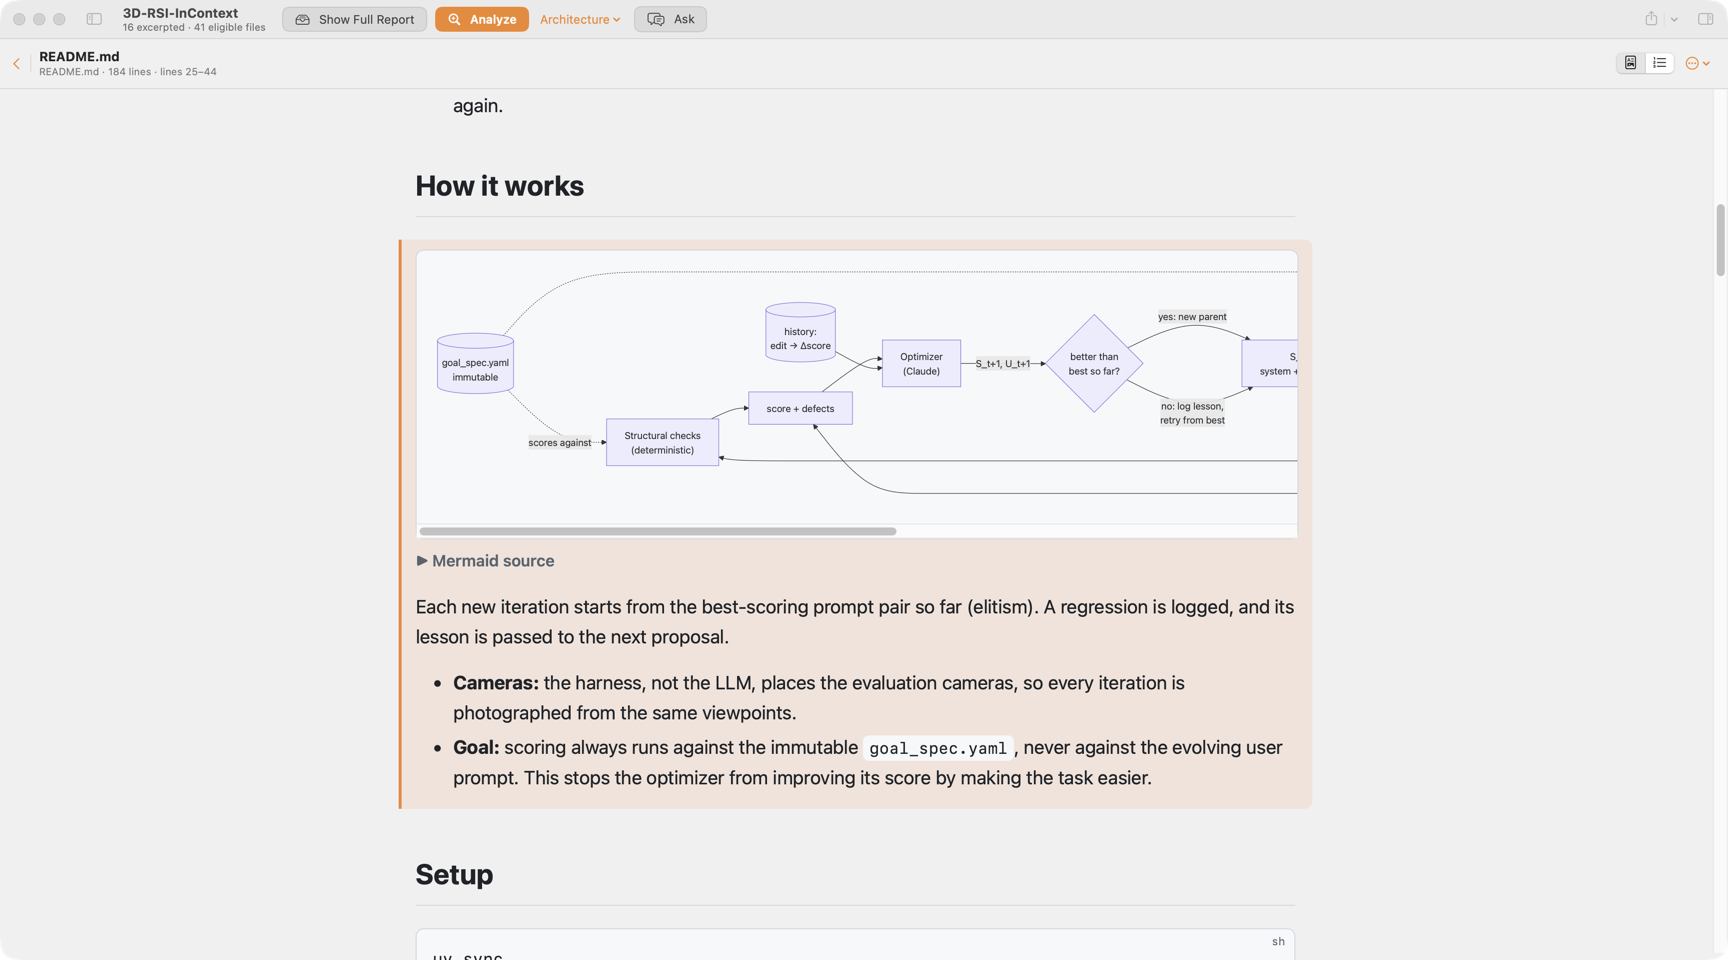 3D-RSI-InContext
16 excerpted · 41 eligible files
Show Full Report
Analyze
Architecture
Ask
README.md
README.md · 184 lines · lines 25–44
again.
How it works
goal_spec.yaml
immutable
scores against
Structural checks
(deterministic)
history:
edit → Δscore
score + defects
Optimizer
(Claude)
S_t+1, U_t+1
better than
best so far?
yes: new parent
no: log lesson,
retry from best
S_
system +
▶ Mermaid source
Each new iteration starts from the best-scoring prompt pair so far (elitism). A regression is logged, and its
lesson is passed to the next proposal.
• Cameras: the harness, not the LLM, places the evaluation cameras, so every iteration is
photographed from the same viewpoints.
• Goal: scoring always runs against the immutable goal_spec.yaml, never against the evolving user
prompt. This stops the optimizer from improving its score by making the task easier.
Setup
sh
uv sync